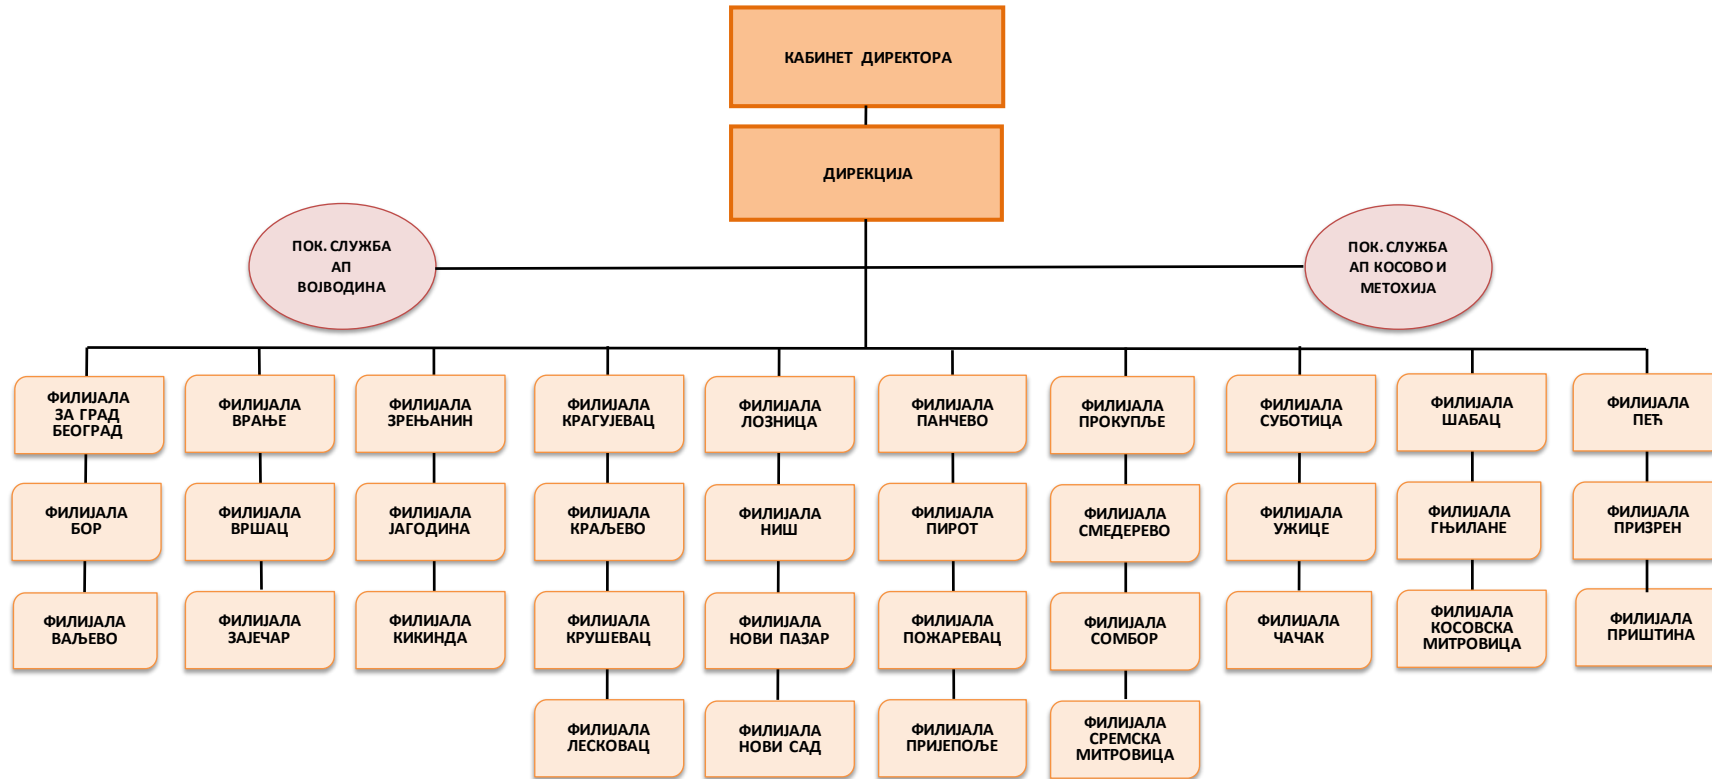 КАБИНЕТ ДИРЕКТОРА
ДИРЕКЦИЈА
ПОК. СЛУЖБА
АП
ВОЈВОДИНА
ПОК. СЛУЖБА
АП КОСОВО И
МЕТОХИЈА
ФИЛИЈАЛА
ЗА ГРАД
БЕОГРАД
ФИЛИЈАЛА
ВРАЊЕ
ФИЛИЈАЛА
ЗРЕЊАНИН
ФИЛИЈАЛА
КРАГУЈЕВАЦ
ФИЛИЈАЛА
ЛОЗНИЦА
ФИЛИЈАЛА
ПАНЧЕВО
ФИЛИЈАЛА
ПРОКУПЉЕ
ФИЛИЈАЛА
СУБОТИЦА
ФИЛИЈАЛА
ШАБАЦ
ФИЛИЈАЛА
ПЕЋ
ФИЛИЈАЛА
БОР
ФИЛИЈАЛА
ВРШАЦ
ФИЛИЈАЛА
ЈАГОДИНА
ФИЛИЈАЛА
КРАЉЕВО
ФИЛИЈАЛА
НИШ
ФИЛИЈАЛА
ПИРОТ
ФИЛИЈАЛА
СМЕДЕРЕВО
ФИЛИЈАЛА
УЖИЦЕ
ФИЛИЈАЛА
ГЊИЛАНЕ
ФИЛИЈАЛА
ПРИЗРЕН
ФИЛИЈАЛА
ВАЉЕВО
ФИЛИЈАЛА
ЗАЈЕЧАР
ФИЛИЈАЛА
КИКИНДА
ФИЛИЈАЛА
КРУШЕВАЦ
ФИЛИЈАЛА
НОВИ ПАЗАР
ФИЛИЈАЛА
ПОЖАРЕВАЦ
ФИЛИЈАЛА
СОМБОР
ФИЛИЈАЛА
ЧАЧАК
ФИЛИЈАЛА
КОСОВСКА
МИТРОВИЦА
ФИЛИЈАЛА
ПРИШТИНА
ФИЛИЈАЛА
ЛЕСКОВАЦ
ФИЛИЈАЛА
НОВИ САД
ФИЛИЈАЛА
ПРИЈЕПОЉЕ
ФИЛИЈАЛА
СРЕМСКА
МИТРОВИЦА